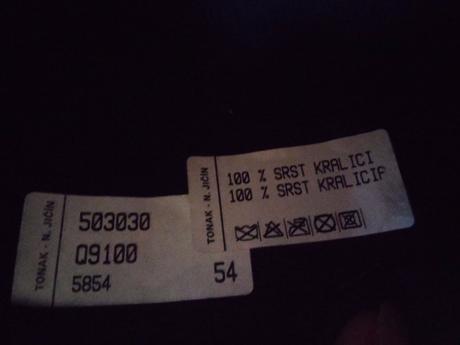 TONAK - N. JIČÍN
503030
Q9100
5854
54
TONAK - N. JIČÍN
100 % SRST KRALICI
100 % SRST KRALICIP